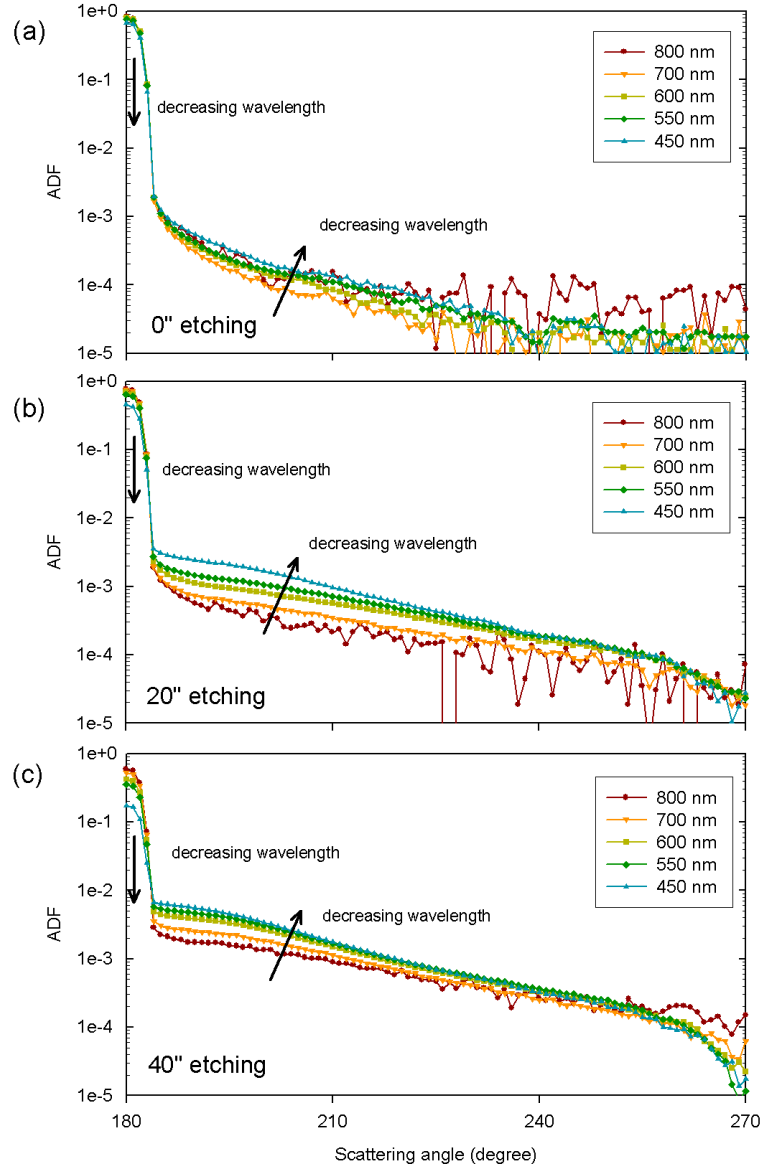 (a)
1e+0
1e-1
1e-2
1e-3
1e-4
1e-5
ADF
decreasing wavelength
decreasing wavelength
0" etching
800 nm
700 nm
600 nm
550 nm
450 nm
(b)
1e+0
1e-1
1e-2
1e-3
1e-4
1e-5
ADF
decreasing wavelength
decreasing wavelength
20" etching
800 nm
700 nm
600 nm
550 nm
450 nm
(c)
1e+0
1e-1
1e-2
1e-3
1e-4
1e-5
ADF
decreasing wavelength
decreasing wavelength
40" etching
800 nm
700 nm
600 nm
550 nm
450 nm
180 210 240 270
Scattering angle (degree)